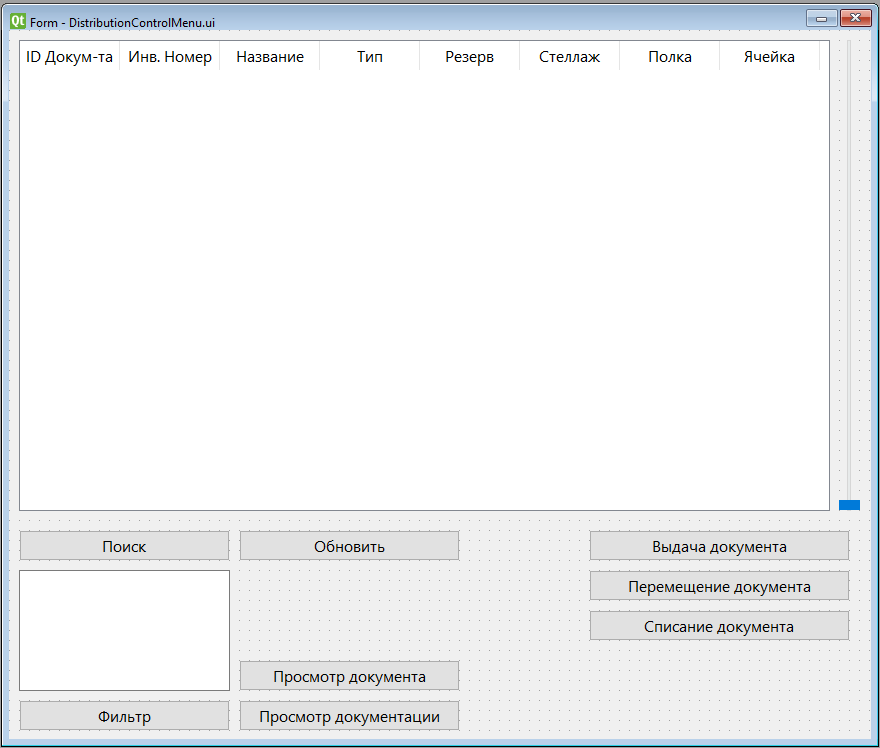 Qt Form - DistributionControlMenu.ui
ID Докум-та Инв. Номер Название Тип Резерв Стеллаж Полка Ячейка
Поиск Обновить Выдача документа
Перемещение документа
Списание документа
Просмотр документа
Фильтр Просмотр документации